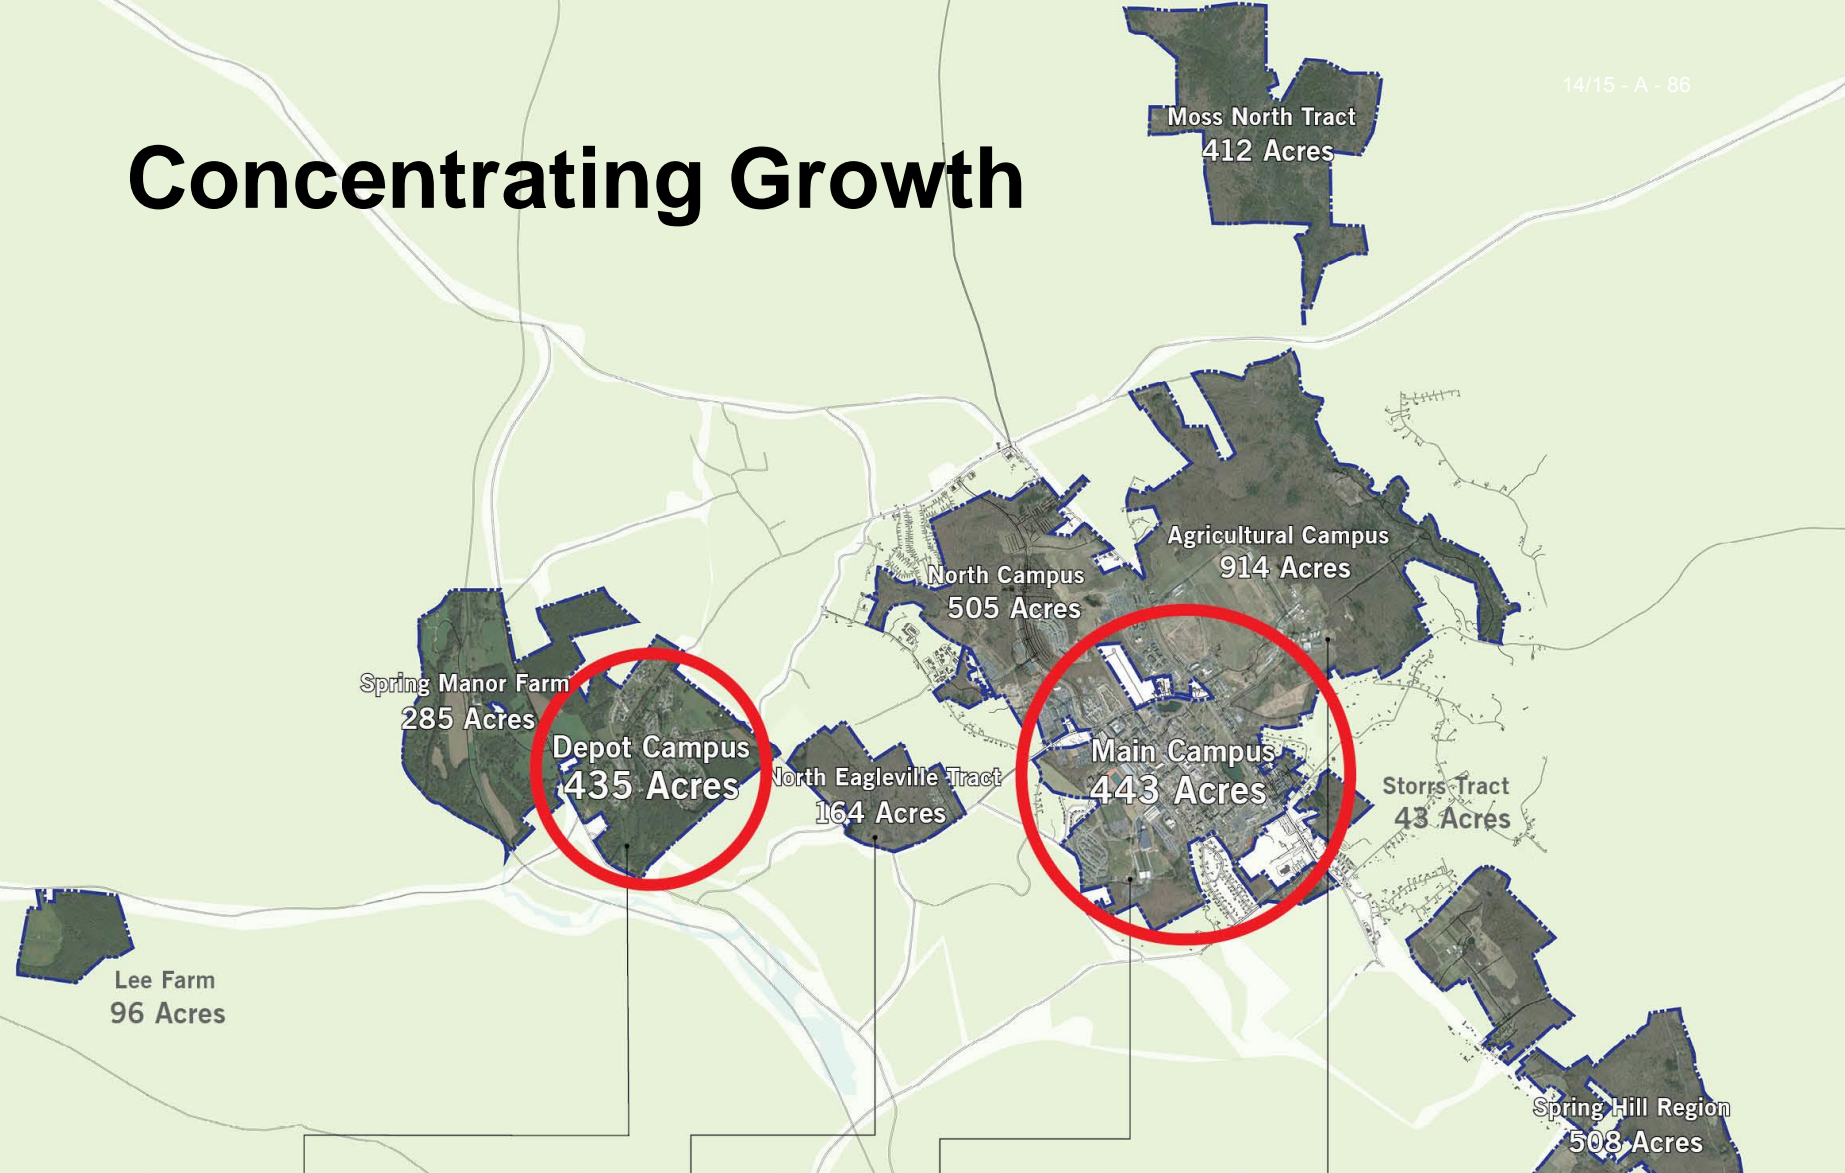 14/15 - A - 86
Concentrating Growth
Moss North Tract
412 Acres
Agricultural Campus
914 Acres
North Campus
505 Acres
Spring Manor Farm
285 Acres
Depot Campus
435 Acres
North Eagleville Tract
164 Acres
Main Campus
443 Acres
Storrs Tract
43 Acres
Lee Farm
96 Acres
Spring Hill Region
508 Acres